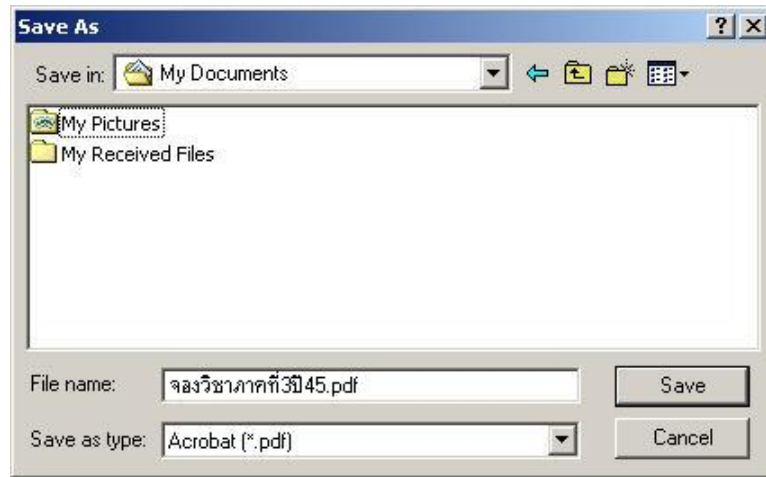 Save As
Save in: My Documents
My Pictures
My Received Files
File name: จองวิชาภาคที่3ปี45.pdf Save
Save as type: Acrobat (*.pdf) Cancel